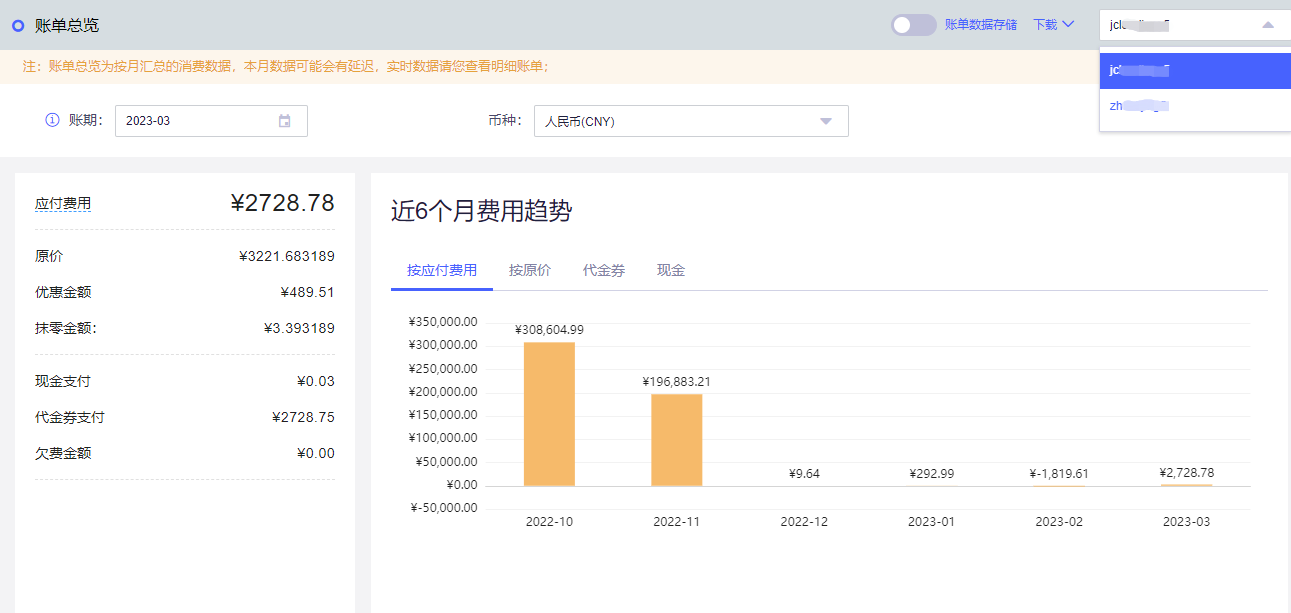 账单总览
账单数据存储 下载
注：账单总览为按月汇总的消费数据，本月数据可能会有延迟，实时数据请您查看明细账单；
账期： 2023-03
币种： 人民币(CNY)
应付费用 ¥2728.78
原价 ¥3221.683189
优惠金额 ¥489.51
抹零金额： ¥3.393189
现金支付 ¥0.03
代金券支付 ¥2728.75
欠费金额 ¥0.00
近6个月费用趋势
按应付费用 按原价 代金券 现金
¥350,000.00
¥300,000.00
¥250,000.00
¥200,000.00
¥150,000.00
¥100,000.00
¥50,000.00
¥0.00
¥-50,000.00
¥308,604.99
¥196,883.21
¥9.64
¥292.99
¥-1,819.61
¥2,728.78
2022-10 2022-11 2022-12 2023-01 2023-02 2023-03